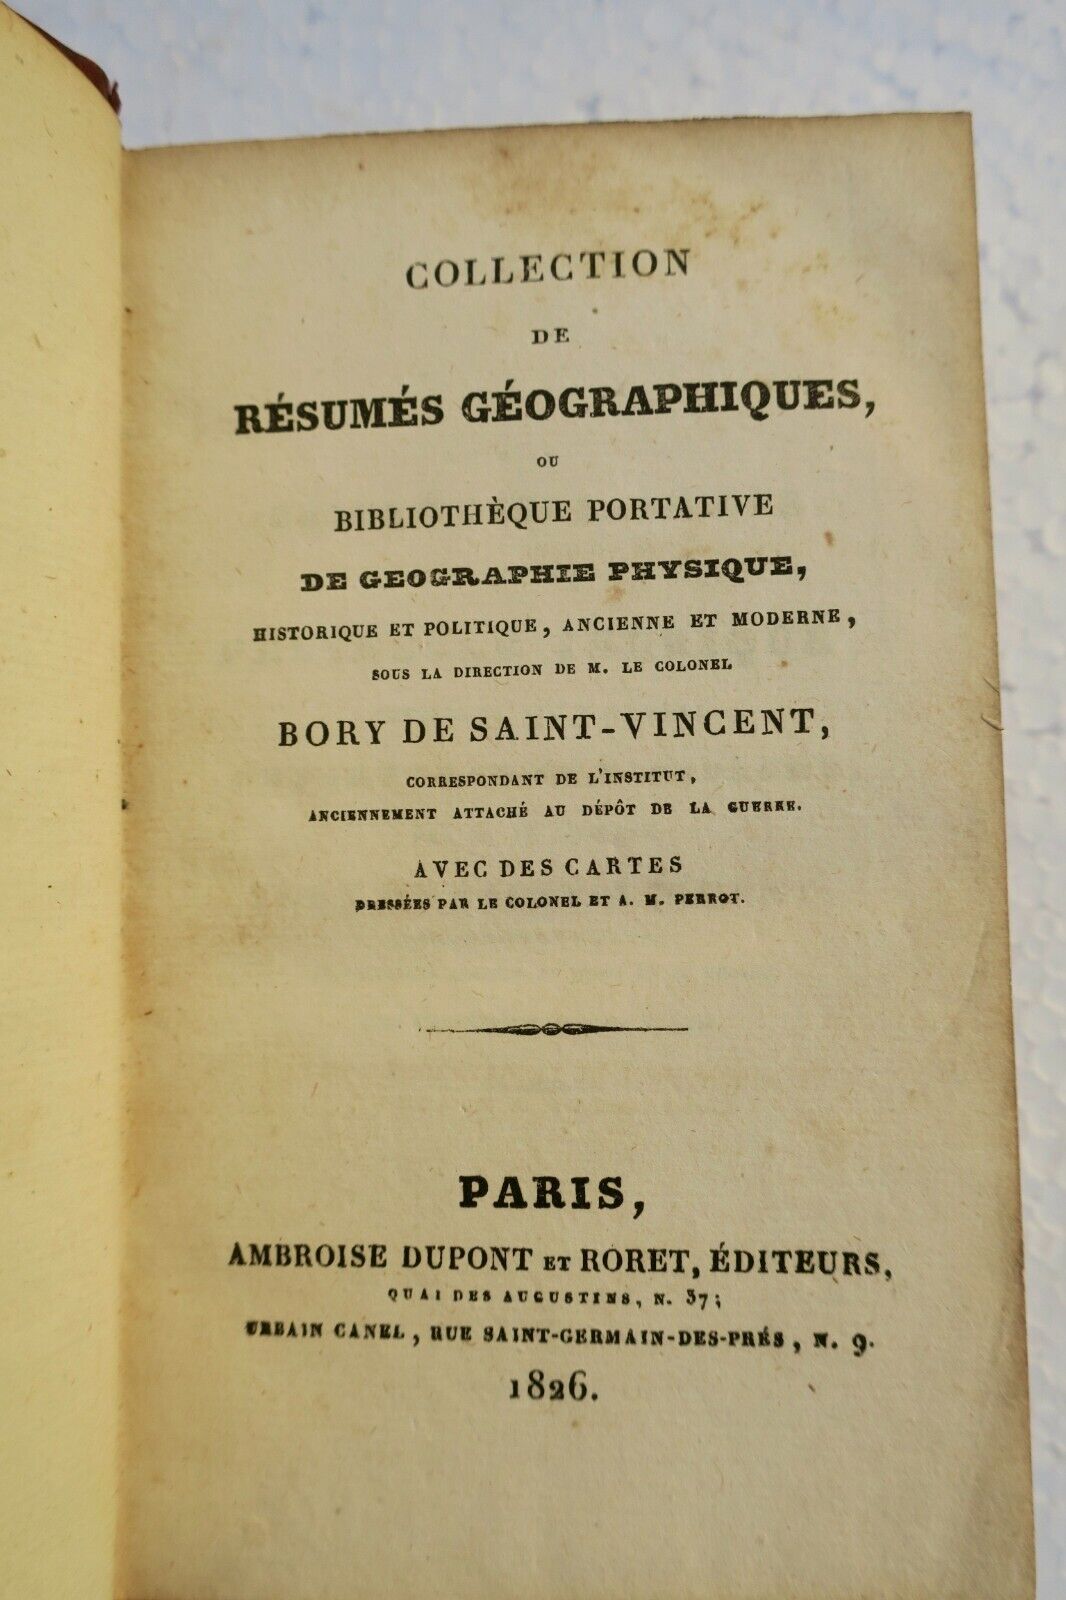 COLLECTION
DE
RÉSUMÉS GÉOGRAPHIQUES,
OU
BIBLIOTHÈQUE PORTATIVE
DE GEOGRAPHIE PHYSIQUE,
HISTORIQUE ET POLITIQUE, ANCIENNE ET MODERNE,
SOUS LA DIRECTION DE M. LE COLONEL
BORY DE SAINT-VINCENT,
CORRESPONDANT DE L'INSTITUT,
ANCIENNEMENT ATTACHÉ AU DÉPÔT DE LA GUERRE.
AVEC DES CARTES
DRESSÉES PAR LE COLONEL ET A. M. PERROT.
PARIS,
AMBROISE DUPONT ET RORET, ÉDITEURS,
QUAI DES AUGUSTINS, N. 37;
URBAIN CANEL, RUE SAINT-GERMAIN-DES-PRÉS, N. 9.
1826.